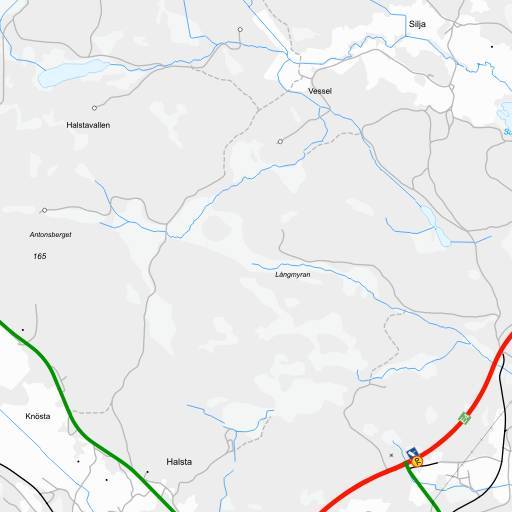 Silja
Vessel
Halstavallen
Antonsberget
165
Långmyran
Knösta
Halsta